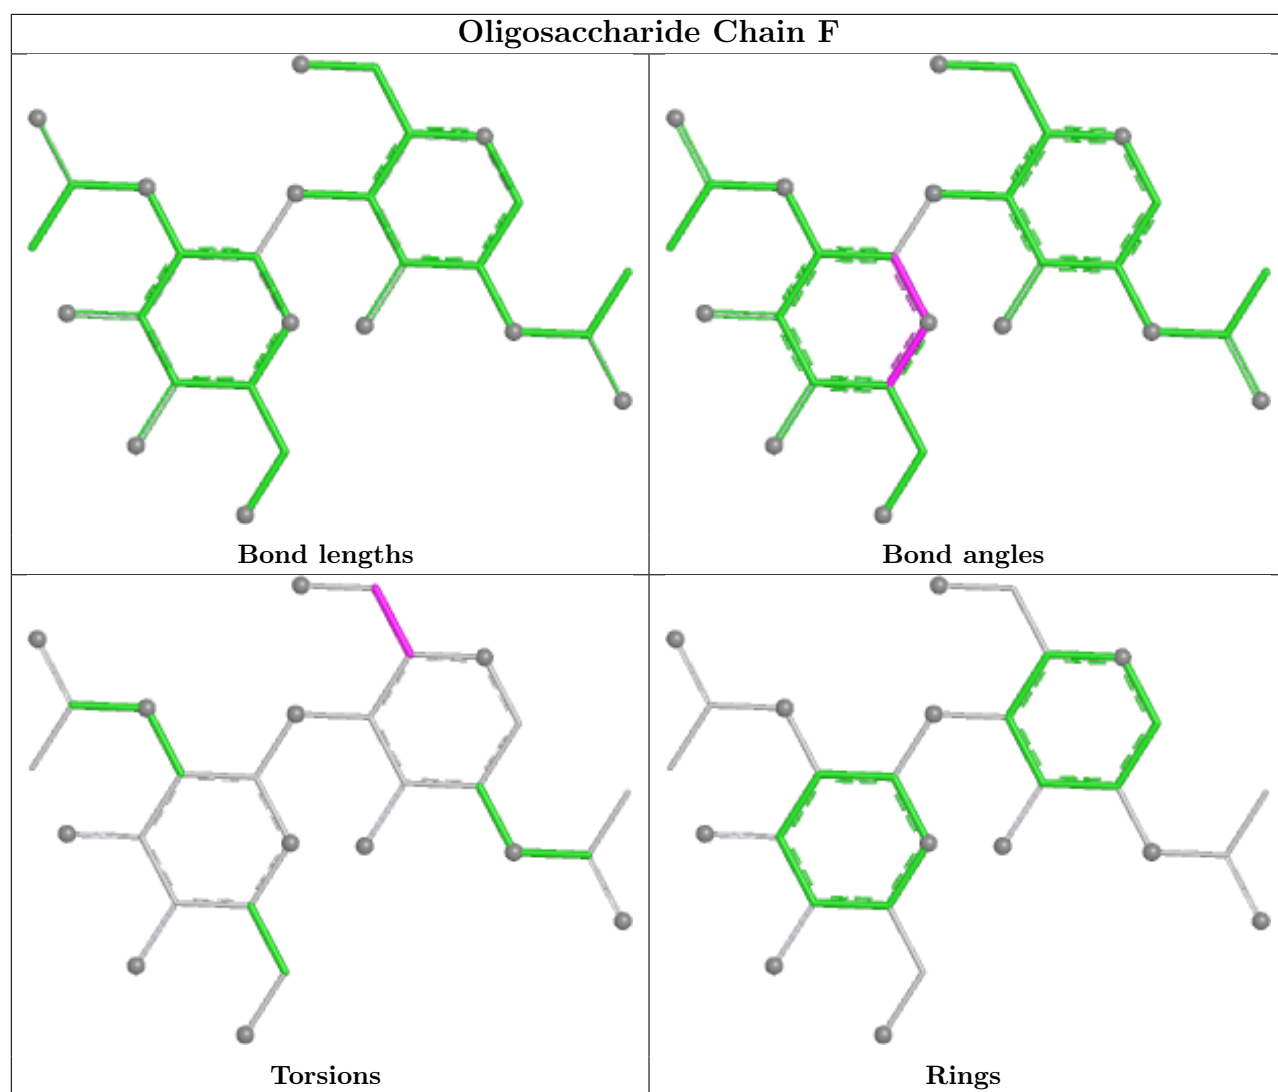 Oligosaccharide Chain F
Bond lengths
Bond angles
Torsions
Rings